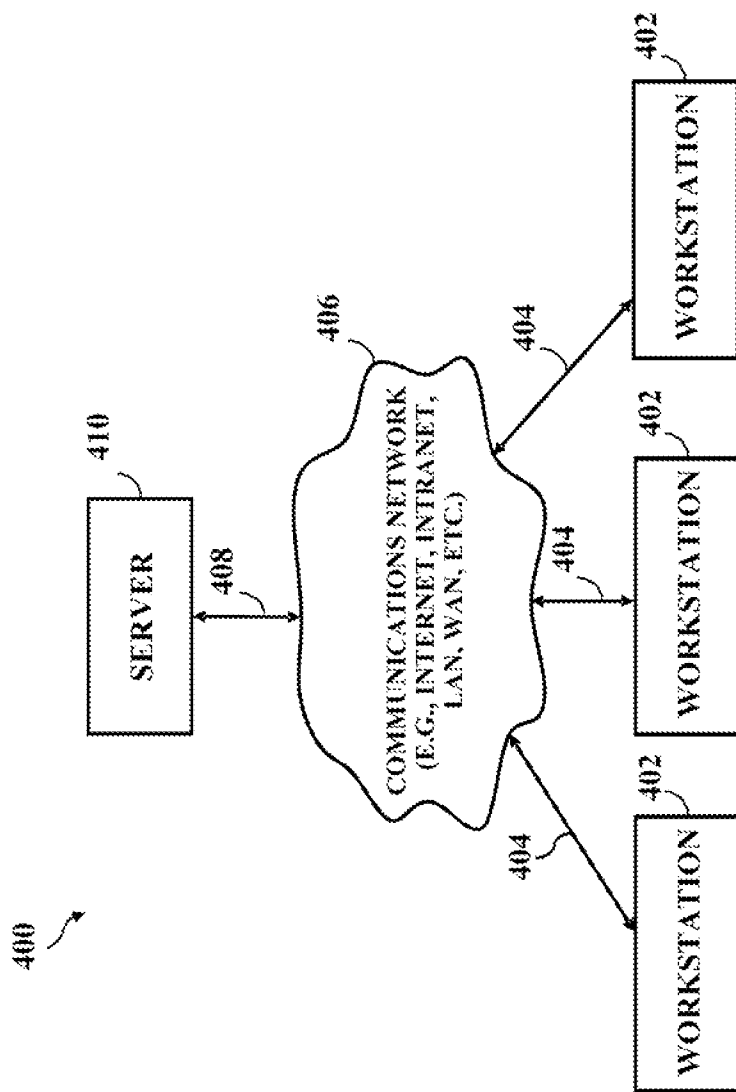 400
SERVER
410
408
COMMUNICATIONS NETWORK
(E.G., INTERNET, INTRANET,
LAN, WAN, ETC.)
406
404
404
404
WORKSTATION
402
WORKSTATION
402
WORKSTATION
402